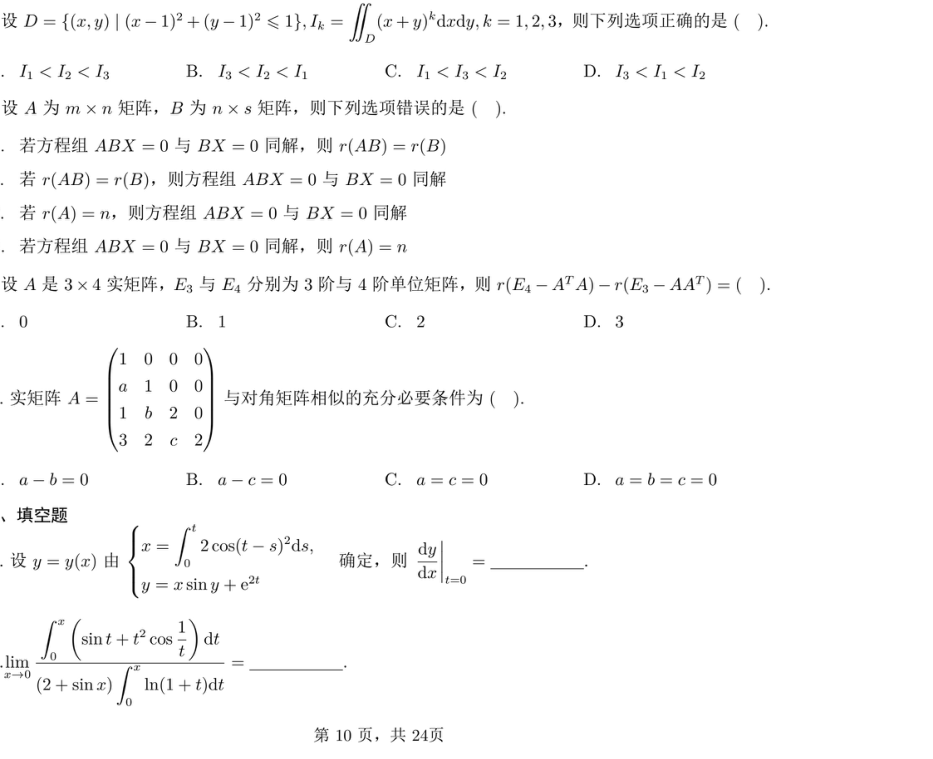 设 D = {(x, y) | (x − 1)² + (y − 1)² ⩽ 1}, I_k = ∬_D (x + y)^k dxdy, k = 1, 2, 3，则下列选项正确的是 (   ).
. I₁ < I₂ < I₃   B. I₃ < I₂ < I₁   C. I₁ < I₃ < I₂   D. I₃ < I₁ < I₂
设 A 为 m × n 矩阵，B 为 n × s 矩阵，则下列选项错误的是 (   ).
. 若方程组 ABX = 0 与 BX = 0 同解，则 r(AB) = r(B)
. 若 r(AB) = r(B)，则方程组 ABX = 0 与 BX = 0 同解
. 若 r(A) = n，则方程组 ABX = 0 与 BX = 0 同解
. 若方程组 ABX = 0 与 BX = 0 同解，则 r(A) = n
设 A 是 3 × 4 实矩阵，E₃ 与 E₄ 分别为 3 阶与 4 阶单位矩阵，则 r(E₄ − AᵀA) − r(E₃ − AAᵀ) = (   ).
. 0   B. 1   C. 2   D. 3
. 实矩阵 A = (1 0 0 0; a 1 0 0; 1 b 2 0; 3 2 c 2) 与对角矩阵相似的充分必要条件为 (   ).
. a − b = 0   B. a − c = 0   C. a = c = 0   D. a = b = c = 0
、填空题
. 设 y = y(x) 由 { x = ∫₀ᵗ 2 cos(t − s)²ds, y = x sin y + e²ᵗ 确定，则 dy/dx |_{t=0} = ________.
. lim_{x→0} ∫₀ˣ (sin t + t² cos 1/t) dt / (2 + sin x) ∫₀ˣ ln(1 + t)dt = ________.
第 10 页，共 24页